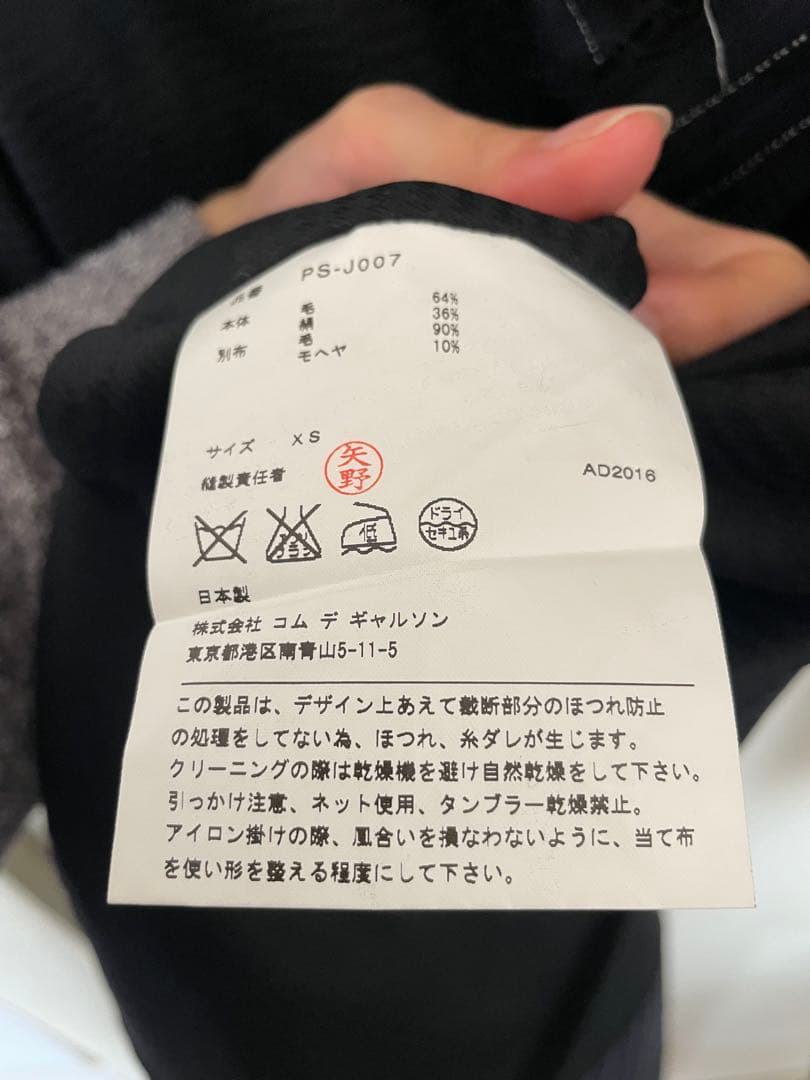 品番 PS-J007
本体 毛 64%
絹 36%
別布 毛 90%
モヘヤ 10%
サイズ XS
縫製責任者 矢野
AD2016
エンソサラシ 低 ドライ セキユ系
日本製
株式会社 コム デ ギャルソン
東京都港区南青山5-11-5
この製品は、デザイン上あえて裁断部分のほつれ防止
の処理をしてない為、ほつれ、糸ダレが生じます。
クリーニングの際は乾燥機を避け自然乾燥をして下さい。
引っかけ注意、ネット使用、タンブラー乾燥禁止。
アイロン掛けの際、風合いを損なわないように、当て布
を使い形を整える程度にして下さい。